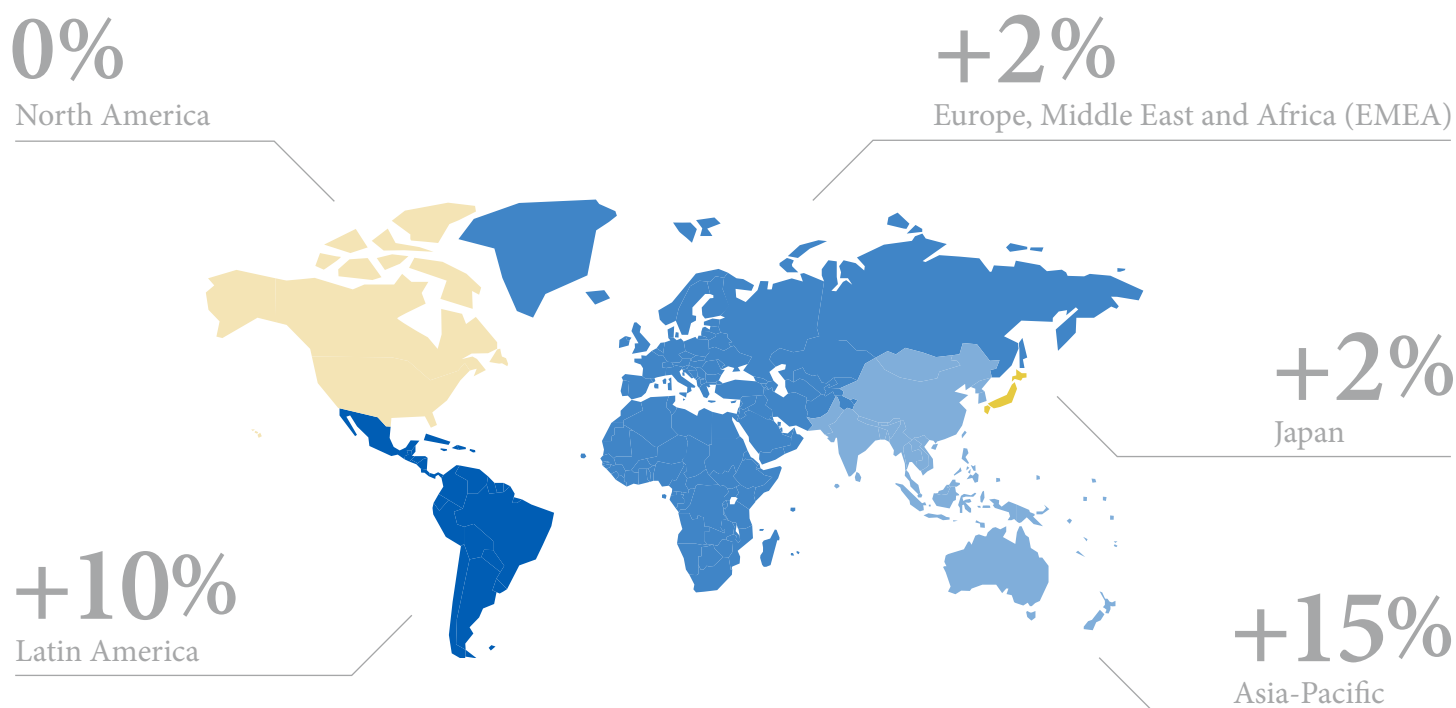 0%
North America
+2%
Europe, Middle East and Africa (EMEA)
+2%
Japan
+10%
Latin America
+15%
Asia-Pacific